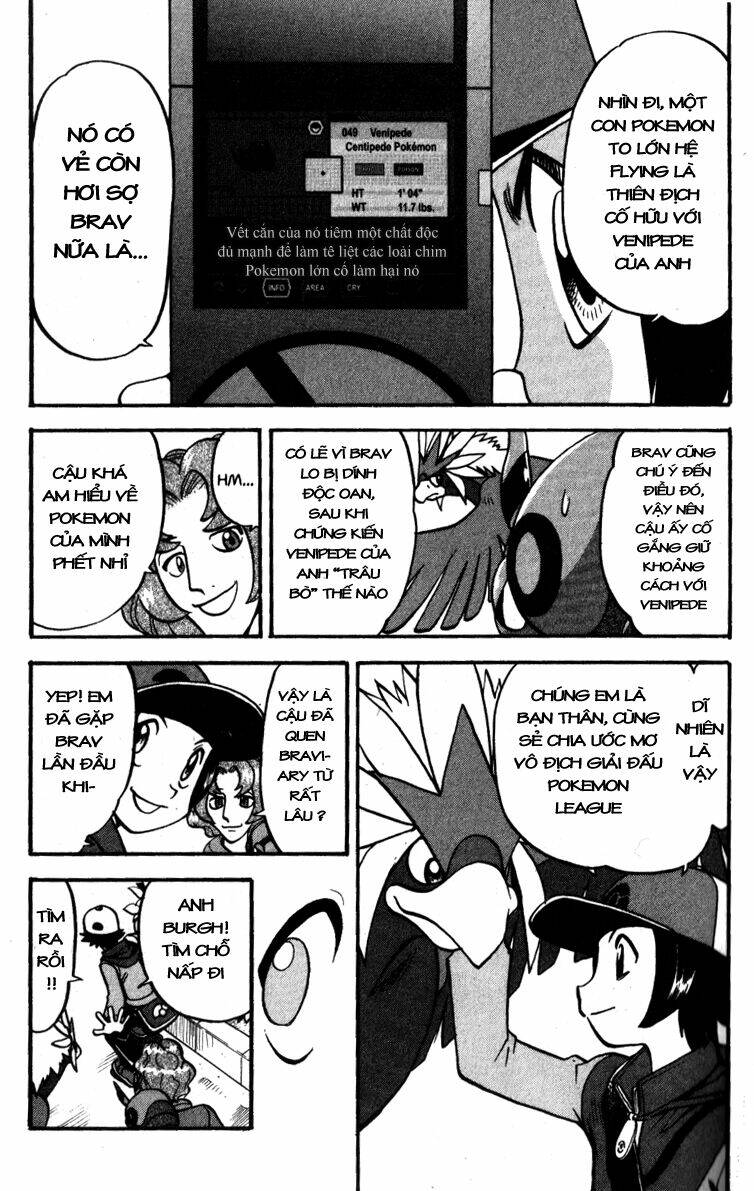 NHÌN ĐI, MỘT
CON POKEMON
TO LỚN HỆ
FLYING LÀ
THIÊN ĐỊCH
CỐ HỮU VỚI
VENIPEDE
CỦA ANH
NÓ CÓ
VẺ CÒN
HƠI SỢ
BRAV
NỮA LÀ...
049 Venipede
Centipede Pokémon
HT 1' 04"
WT 11.7 lbs.
Vết cắn của nó tiêm một chất độc
đủ mạnh để làm tê liệt các loài chim
Pokemon lớn cố làm hại nó
INFO AREA CRY
CẬU KHÁ
AM HIỂU VỀ
POKEMON
CỦA MÌNH
PHẾT NHỈ
HM...
CÓ LẼ VÌ BRAV
LO BỊ DÍNH
ĐỘC OAN,
SAU KHI
CHỨNG KIẾN
VENIPEDE CỦA
ANH “TRÂU
BÒ” THẾ NÀO
BRAV CŨNG
CHÚ Ý ĐẾN
ĐIỀU ĐÓ,
VẬY NÊN
CẬU ẤY CỐ
GẮNG GIỮ
KHOẢNG
CÁCH VỚI
VENIPEDE
YEP! EM
ĐÃ GẶP
BRAV
LẦN ĐẦU
KHI-
VẬY LÀ
CẬU ĐÃ
QUEN
BRAVI-
ARY TỪ
RẤT
LÂU ?
CHÚNG EM LÀ
BẠN THÂN, CÙNG
SẺ CHIA ƯỚC MƠ
VÔ ĐỊCH GIẢI ĐẤU
POKEMON
LEAGUE
DĨ
NHIÊN
LÀ
VẬY
TÌM
RA
RỒI
!!
ANH
BURGH!
TÌM CHỖ
NẤP ĐI